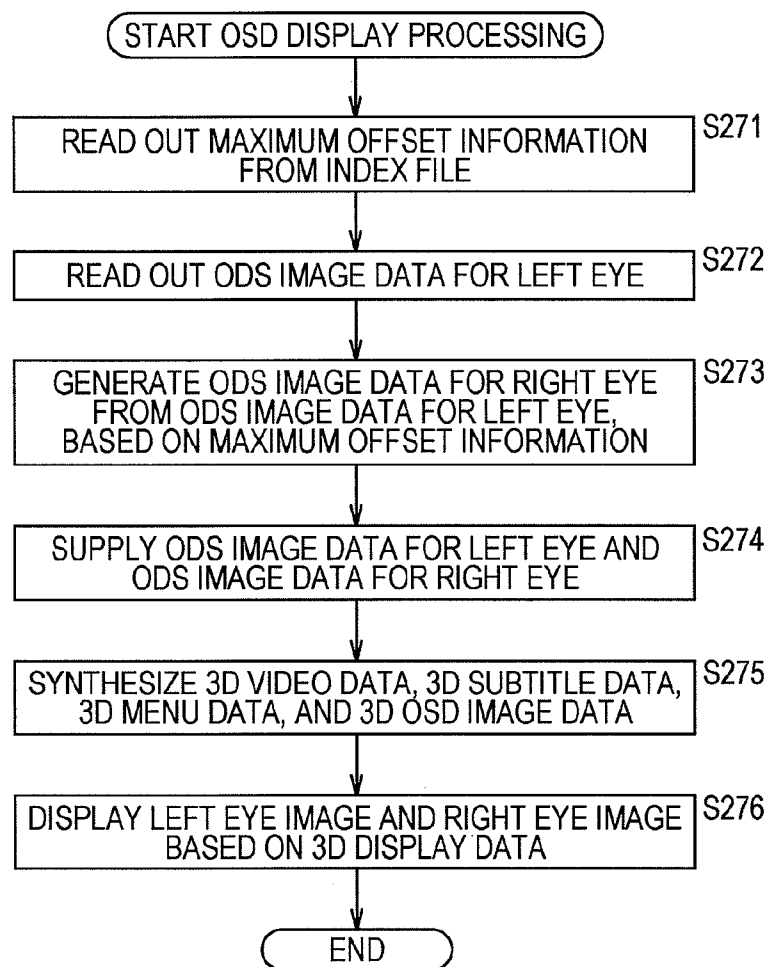 START OSD DISPLAY PROCESSING
S271
READ OUT MAXIMUM OFFSET INFORMATION
FROM INDEX FILE
S272
READ OUT ODS IMAGE DATA FOR LEFT EYE
S273
GENERATE ODS IMAGE DATA FOR RIGHT EYE
FROM ODS IMAGE DATA FOR LEFT EYE,
BASED ON MAXIMUM OFFSET INFORMATION
S274
SUPPLY ODS IMAGE DATA FOR LEFT EYE AND
ODS IMAGE DATA FOR RIGHT EYE
S275
SYNTHESIZE 3D VIDEO DATA, 3D SUBTITLE DATA,
3D MENU DATA, AND 3D OSD IMAGE DATA
S276
DISPLAY LEFT EYE IMAGE AND RIGHT EYE IMAGE
BASED ON 3D DISPLAY DATA
END